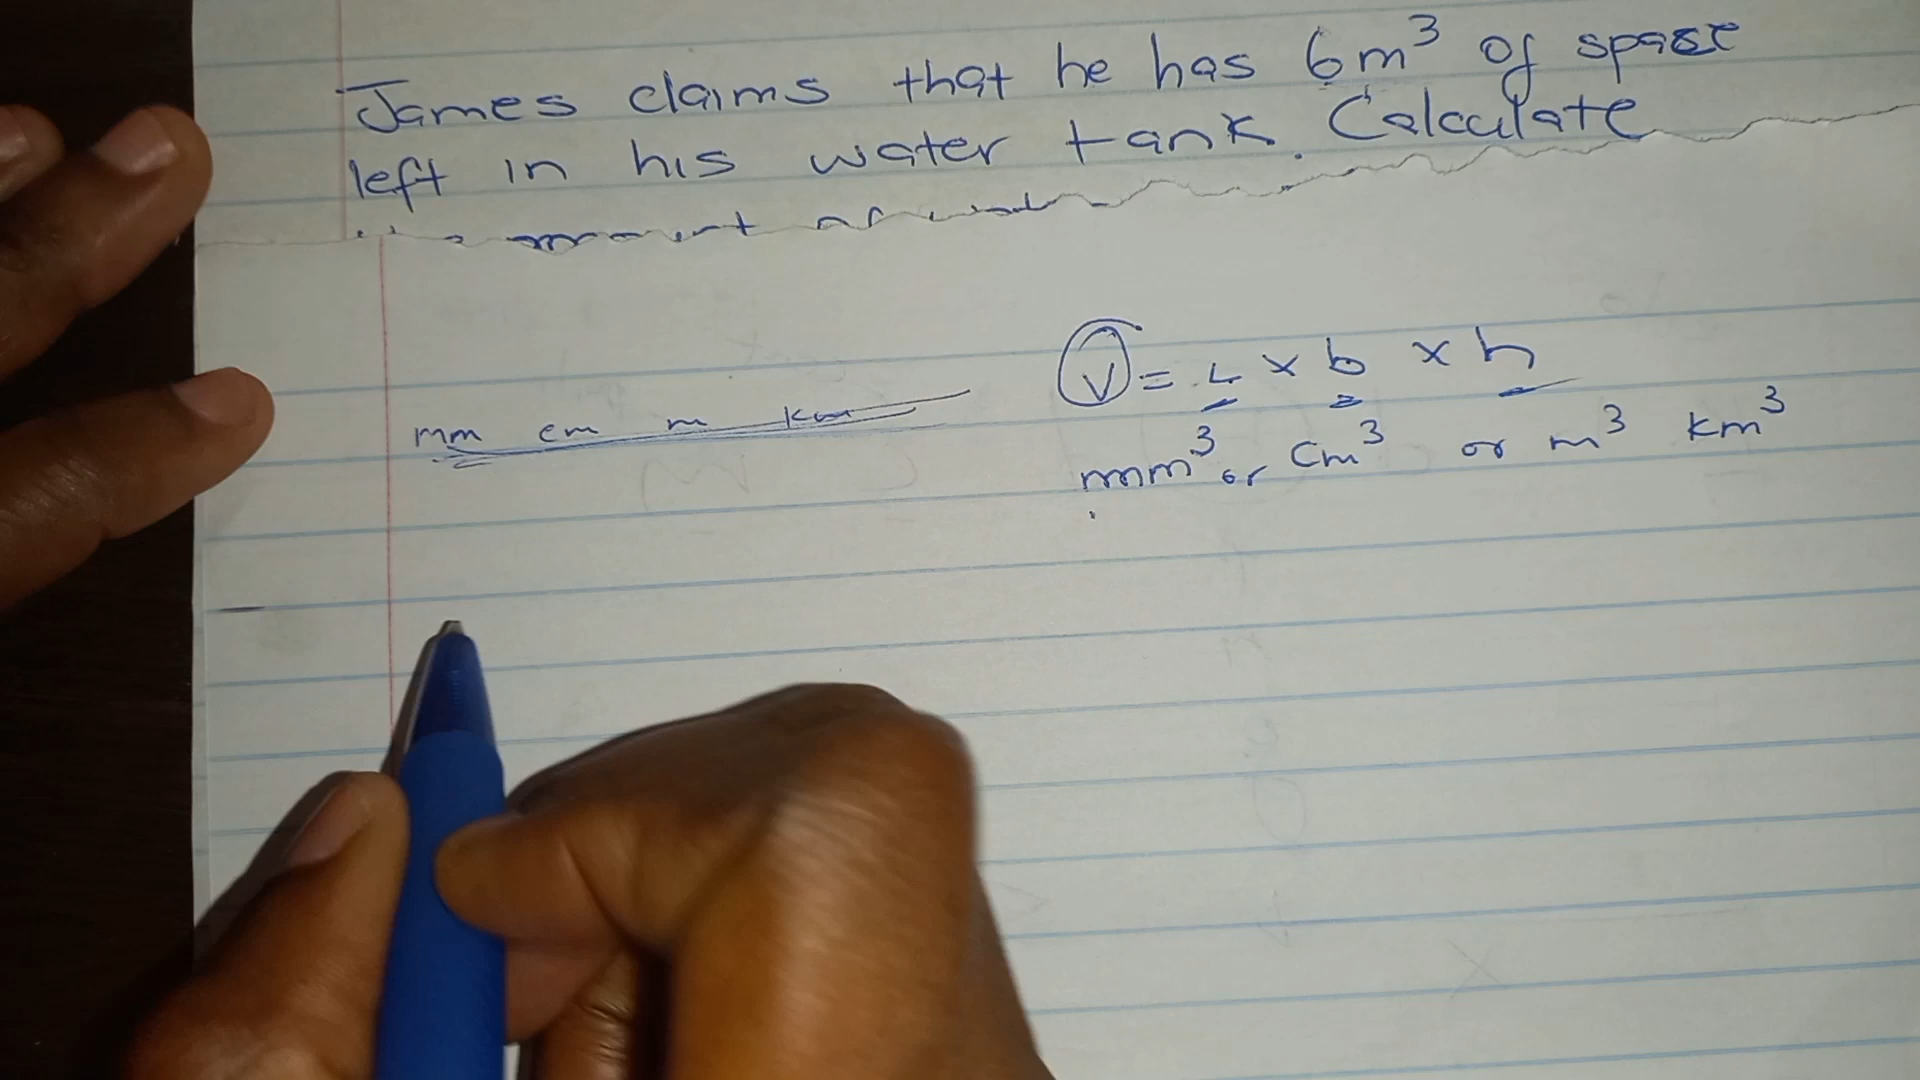 James claims that he has 6m³ of space
left in his water tank. Calculate
V = L × b × h
mm cm m km
mm³ or cm³ or m³ km³